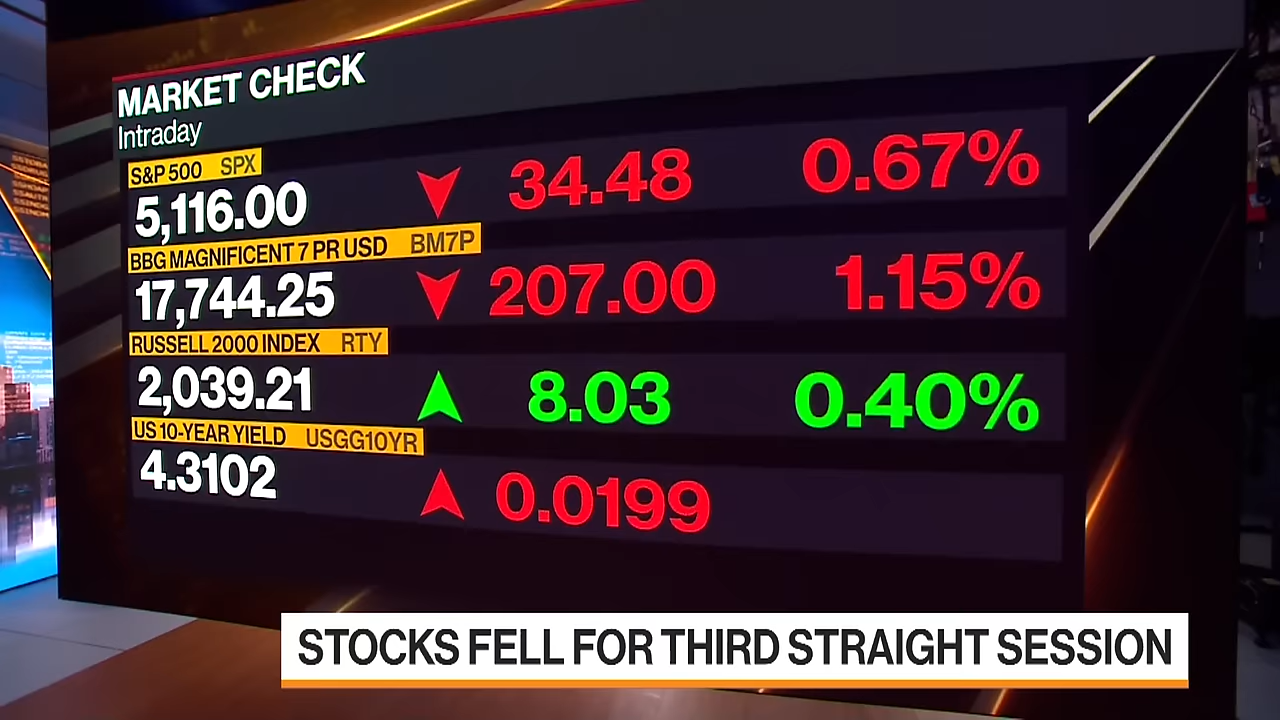 MARKET CHECK
Intraday
S&P 500 SPX
5,116.00 34.48 0.67%
BBG MAGNIFICENT 7 PR USD BM7P
17,744.25 207.00 1.15%
RUSSELL 2000 INDEX RTY
2,039.21 8.03 0.40%
US 10-YEAR YIELD USGG10YR
4.3102 0.0199
STOCKS FELL FOR THIRD STRAIGHT SESSION